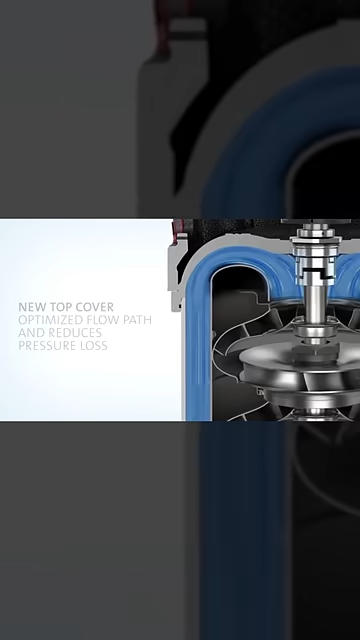 NEW TOP COVER
OPTIMIZED FLOW PATH
AND REDUCES
PRESSURE LOSS